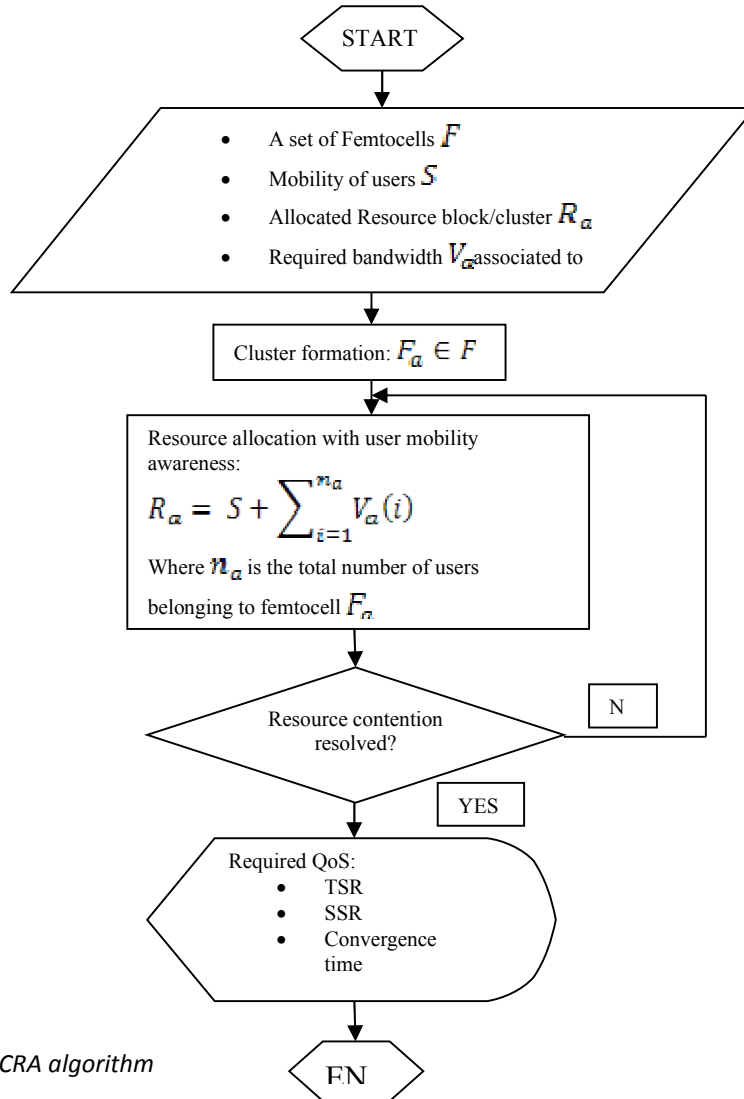 START
• A set of Femtocells F
• Mobility of users S
• Allocated Resource block/cluster R_a
• Required bandwidth V_a associated to
Cluster formation: F_a ∈ F
Resource allocation with user mobility
awareness:
R_a = S + ∑_{i=1}^{n_a} V_a(i)
Where n_a is the total number of users
belonging to femtocell F_a
Resource contention
resolved?
N
YES
Required QoS:
• TSR
• SSR
• Convergence
time
CRA algorithm
EN